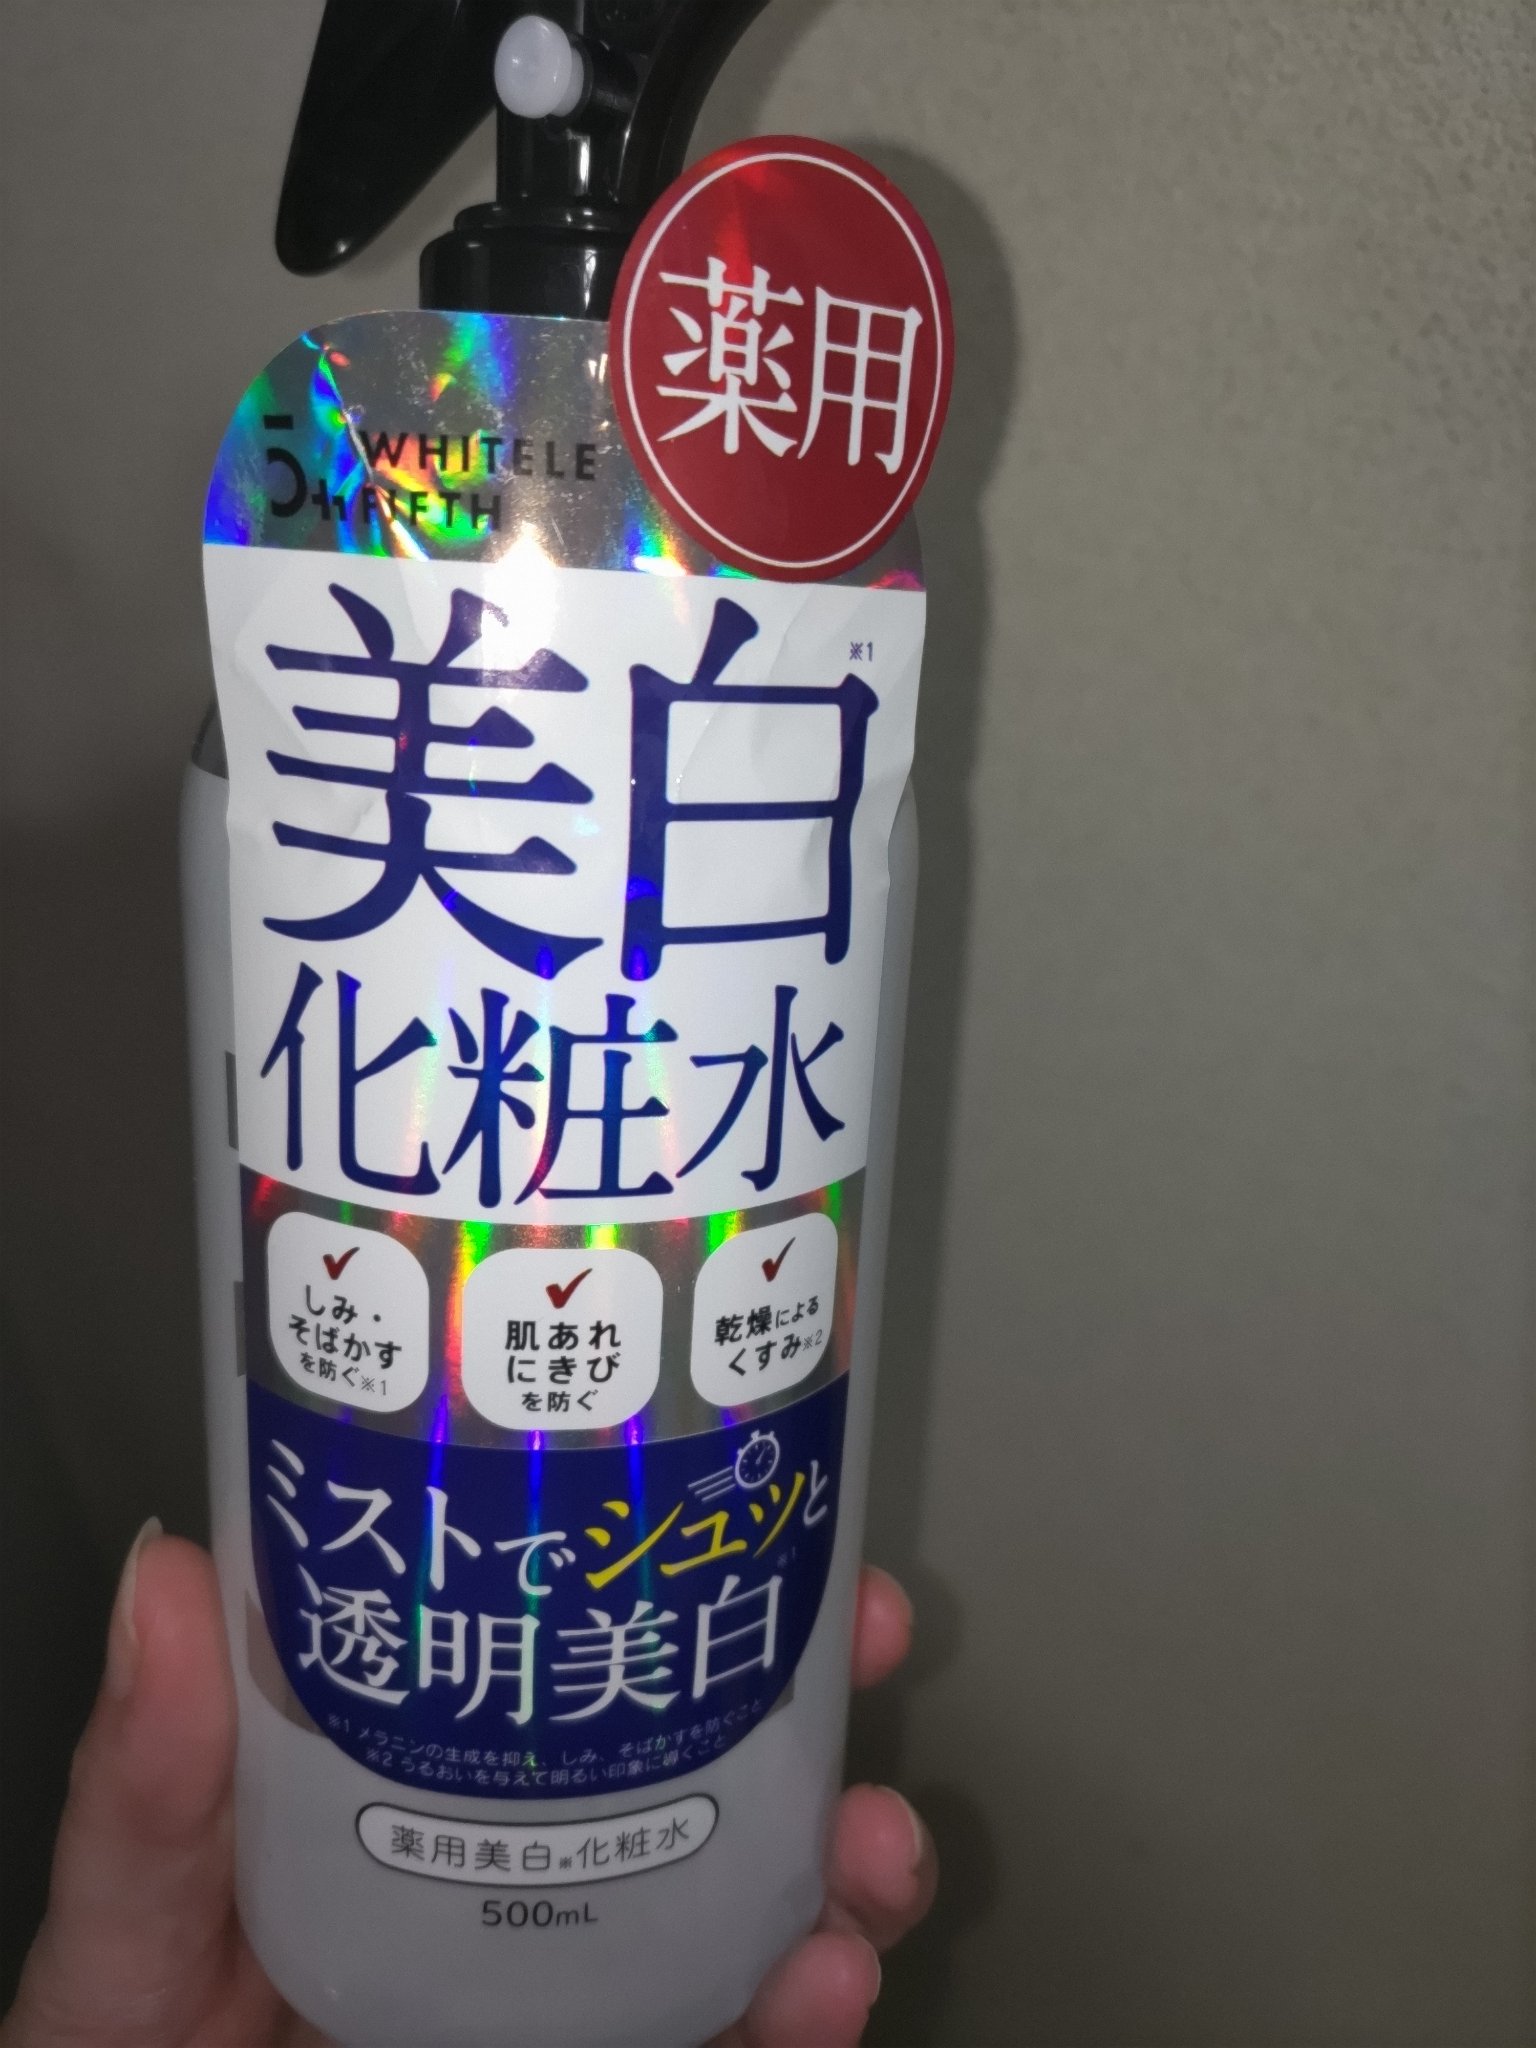 薬用
5th
WHITELE
FIFTH
美白※1
化粧水
しみ・
そばかす
を防ぐ※1
肌あれ
にきび
を防ぐ
乾燥による
くすみ※2
ミストでシュッと
透明美白※1
※1 メラニンの生成を抑え、しみ、そばかすを防ぐこと
※2 うるおいを与えて明るい印象に導くこと
薬用美白※化粧水
500mL